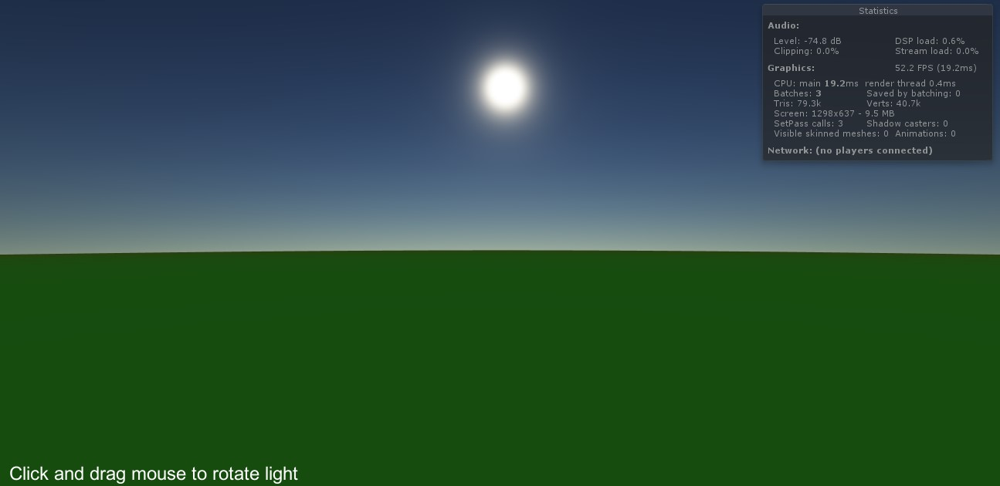 Statistics
Audio:
Level: -74.8 dB DSP load: 0.6%
Clipping: 0.0% Stream load: 0.0%
Graphics: 52.2 FPS (19.2ms)
CPU: main 19.2ms render thread 0.4ms
Batches: 3 Saved by batching: 0
Tris: 79.3k Verts: 40.7k
Screen: 1298x637 - 9.5 MB
SetPass calls: 3 Shadow casters: 0
Visible skinned meshes: 0 Animations: 0
Network: (no players connected)
Click and drag mouse to rotate light